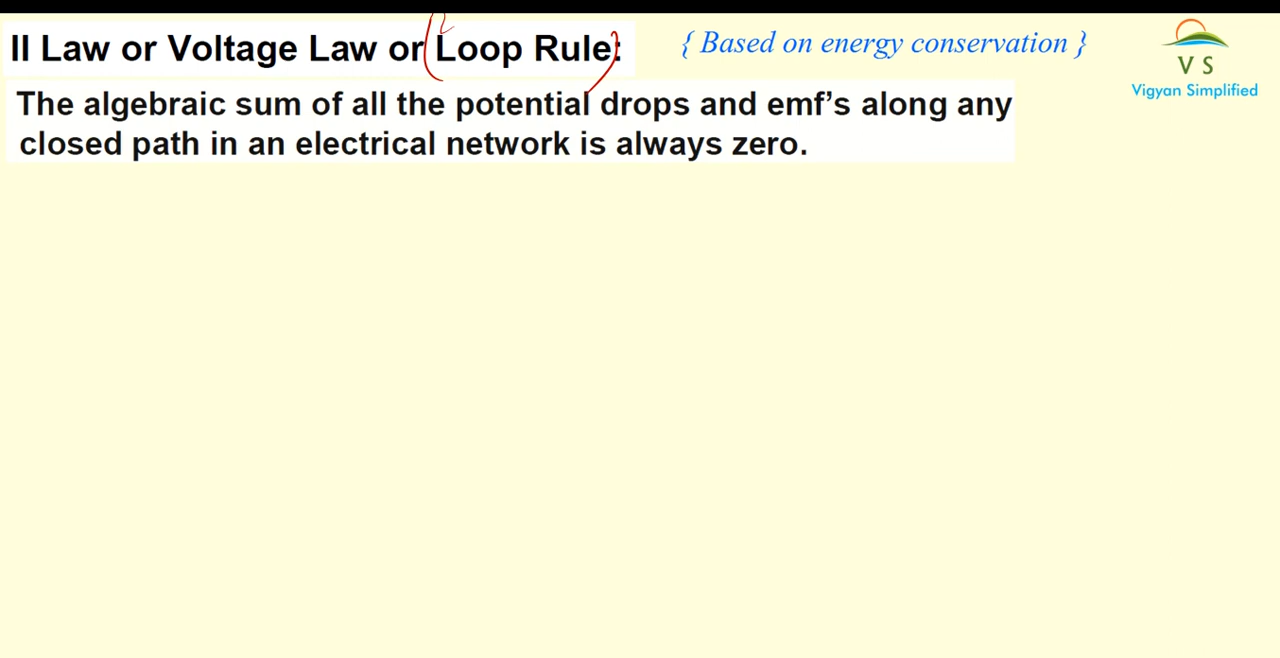 II Law or Voltage Law or (Loop Rule):
{ Based on energy conservation }
V S
Vigyan Simplified
The algebraic sum of all the potential drops and emf's along any
closed path in an electrical network is always zero.